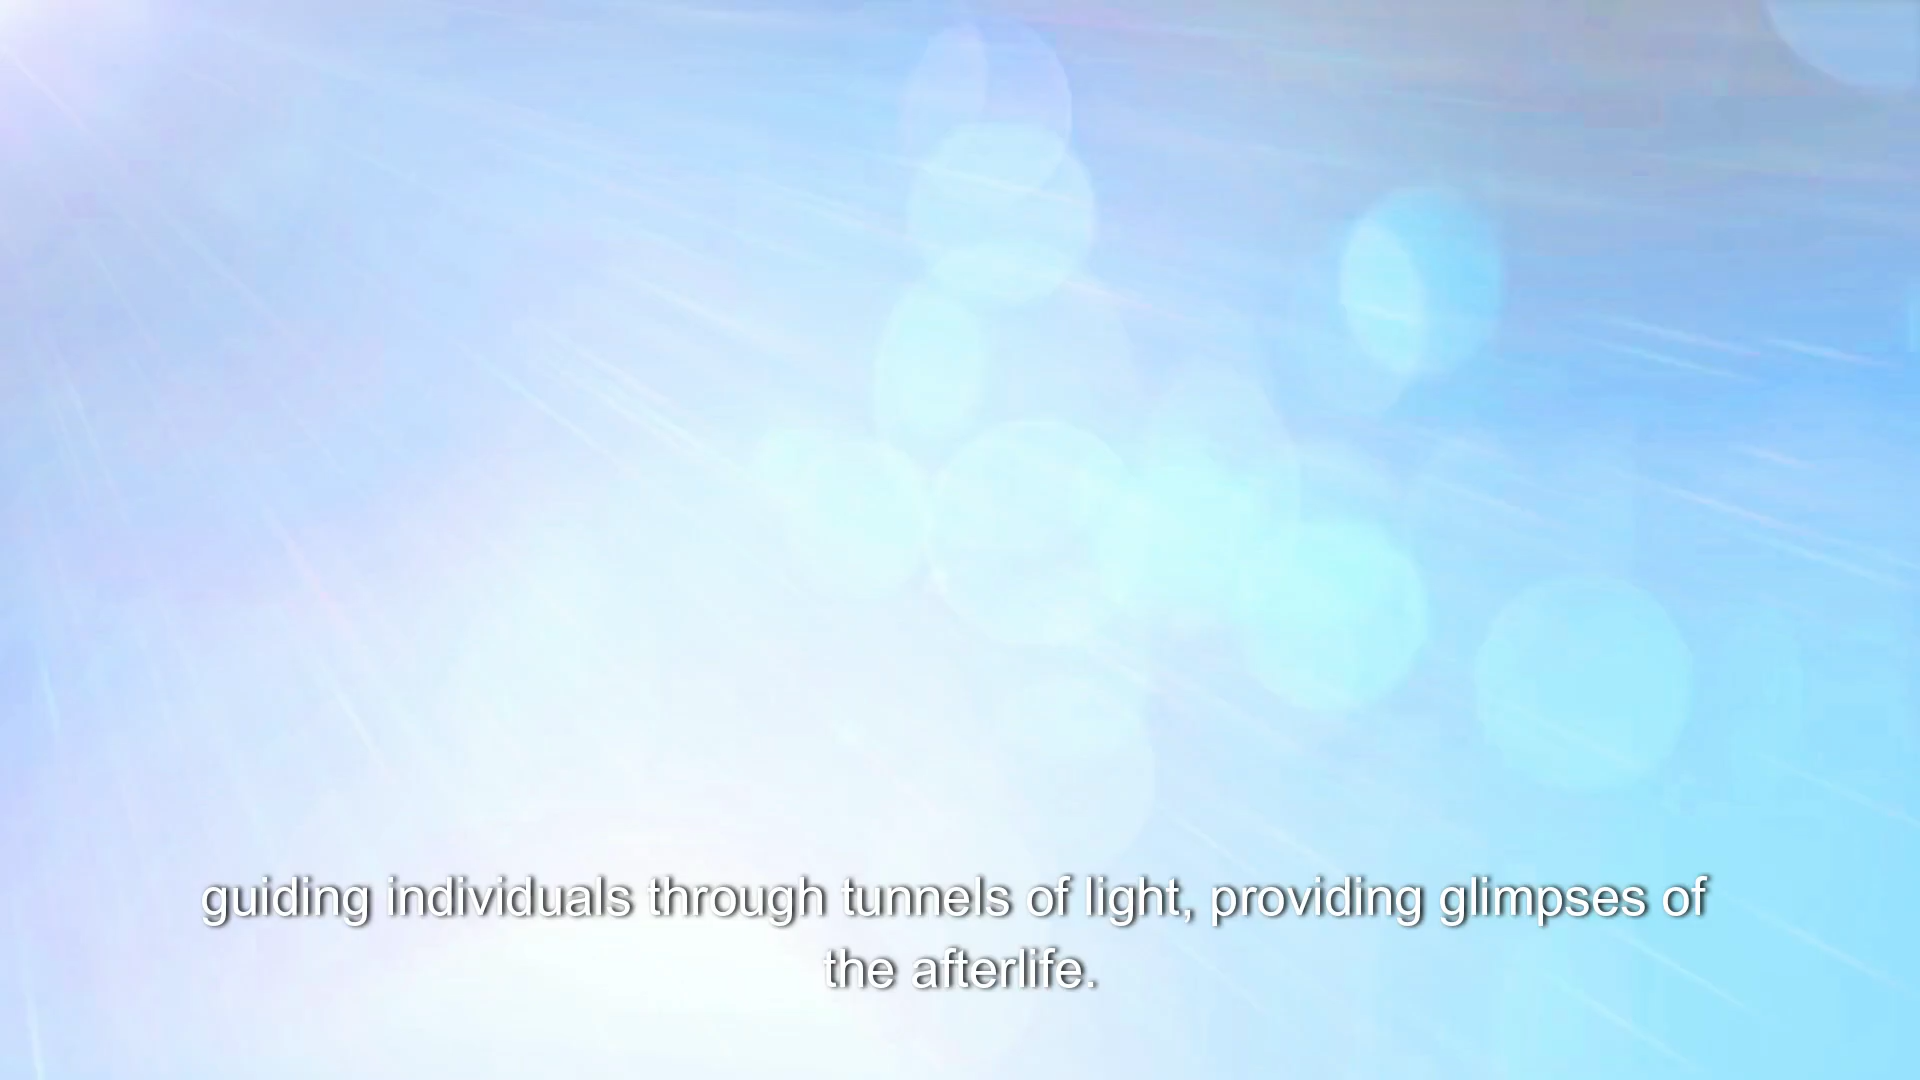 guiding individuals through tunnels of light, providing glimpses of
the afterlife.